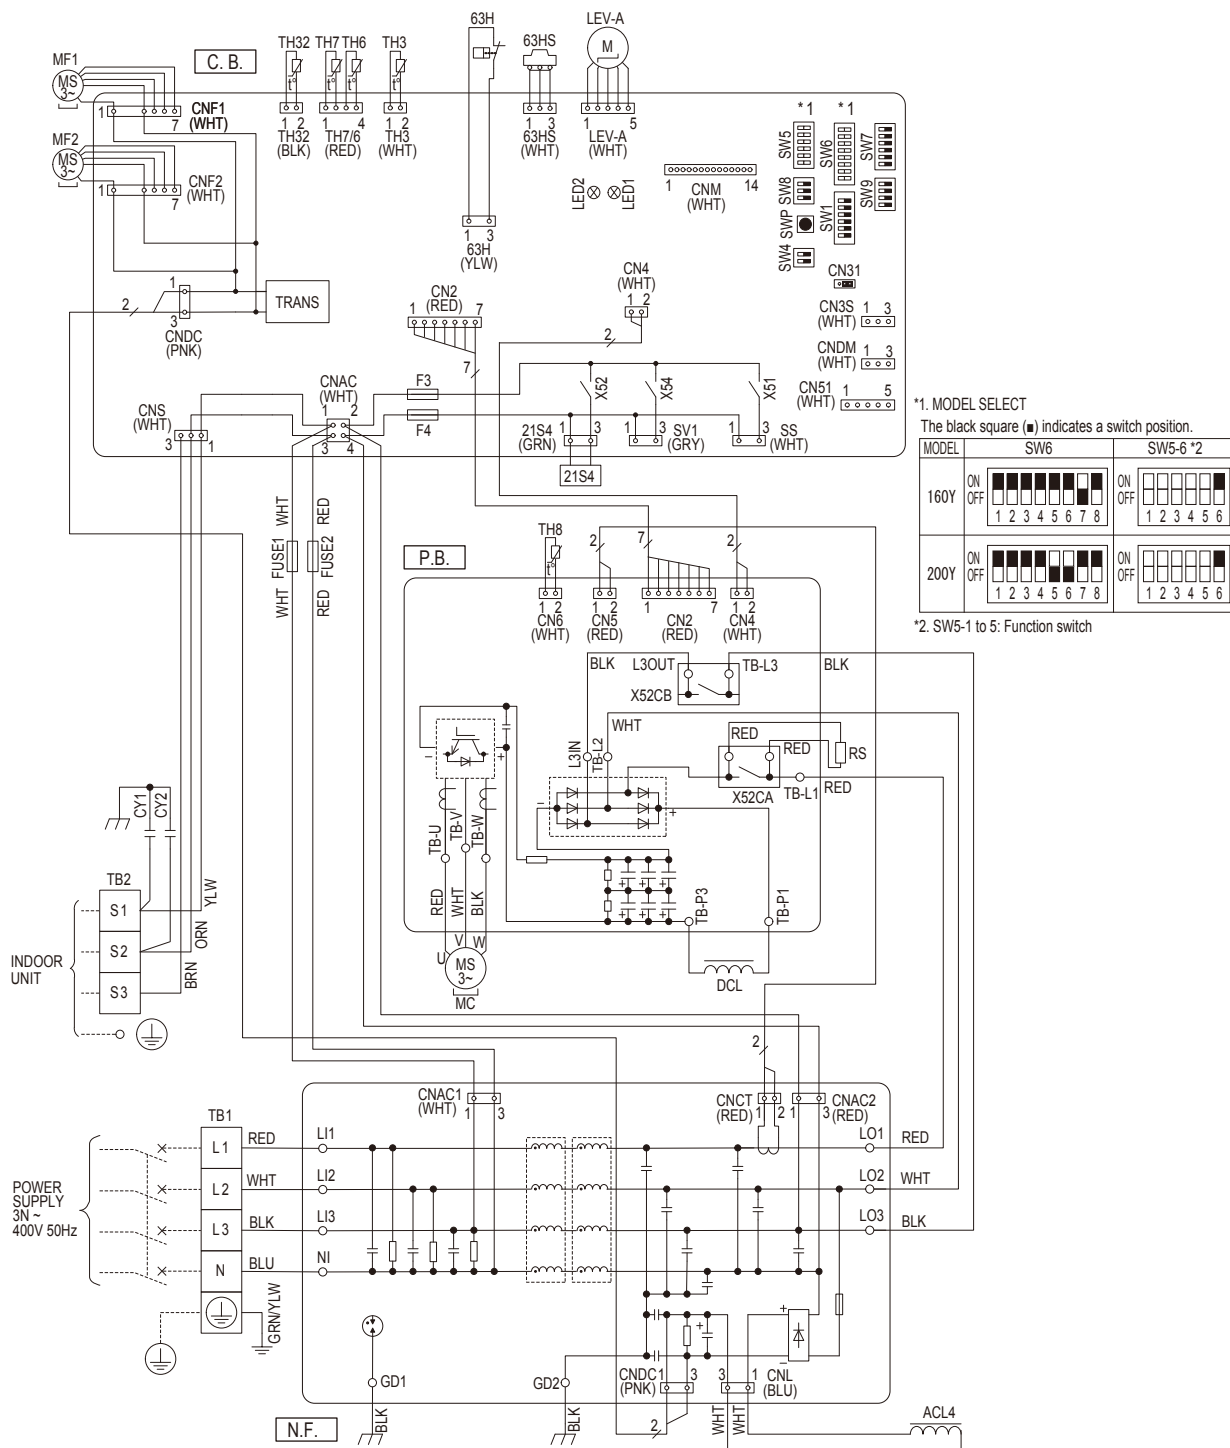 63H
LEV-A
TH32 TH7 TH6 TH3
63HS
M
MF1
C. B.
MS
3~
t° t° t° t°
1
CNF1
(WHT)
7
1 2
TH32
(BLK)
1 4
TH7/6
(RED)
1 2
TH3
(WHT)
1 3
63HS
(WHT)
1 5
LEV-A
(WHT)
*1 *1
SW5
SW6
SW7
MF2
MS
3~
1
CNF2
(WHT)
7
LED2
LED1
1 14
CNM
(WHT)
SW8
SW9
SWP
SW1
SW4
1 3
63H
(YLW)
CN31
CN4
(WHT)
1 2
CN2
(RED)
1 7
1
3
CNDC
(PNK)
2
TRANS
CN3S
(WHT)
1 3
CNDM
(WHT)
1 3
CN51
(WHT)
1 5
2
7
CNAC
(WHT)
1 2
3 4
F3
F4
X52
X54
X51
CNS
(WHT)
3 1
21S4
(GRN)
1 3
SV1
(GRY)
1 3
SS
(WHT)
1 3
21S4
*1. MODEL SELECT
The black square (■) indicates a switch position.
MODEL SW6 SW5-6 *2
160Y ON OFF 1 2 3 4 5 6 7 8 ON OFF 1 2 3 4 5 6
200Y ON OFF 1 2 3 4 5 6 7 8 ON OFF 1 2 3 4 5 6
*2. SW5-1 to 5: Function switch
WHT RED
FUSE1 FUSE2
WHT RED
P.B.
TH8
t°
1 2
CN6
(WHT)
2
1 2
CN5
(RED)
7
1 7
CN2
(RED)
2
1 2
CN4
(WHT)
BLK
L3OUT
TB-L3
BLK
X52CB
WHT
L3IN
TB-L2
RED
RED
RS
X52CA
TB-L1
RED
− +
− +
TB-U
TB-V
TB-W
+ + +
+ + +
TB-P3
TB-P1
RED
WHT
BLK
U V W
MS
3~
MC
DCL
CY1
CY2
TB2
S1
S2
S3
YLW
ORN
BRN
INDOOR
UNIT
2
CNAC1
(WHT)
1 3
CNCT
(RED)
1 2
CNAC2
(RED)
1 3
TB1
L1 RED LI1 LO1 RED
L2 WHT LI2 LO2 WHT
L3 BLK LI3 LO3 BLK
N BLU NI
POWER
SUPPLY
3N ~
400V 50Hz
GRN/YLW
+
+
−
GD1
BLK
GD2
BLK
CNDC1
(PNK)
1 3
2
3 1
CNL
(BLU)
WHT
WHT
ACL4
N.F.